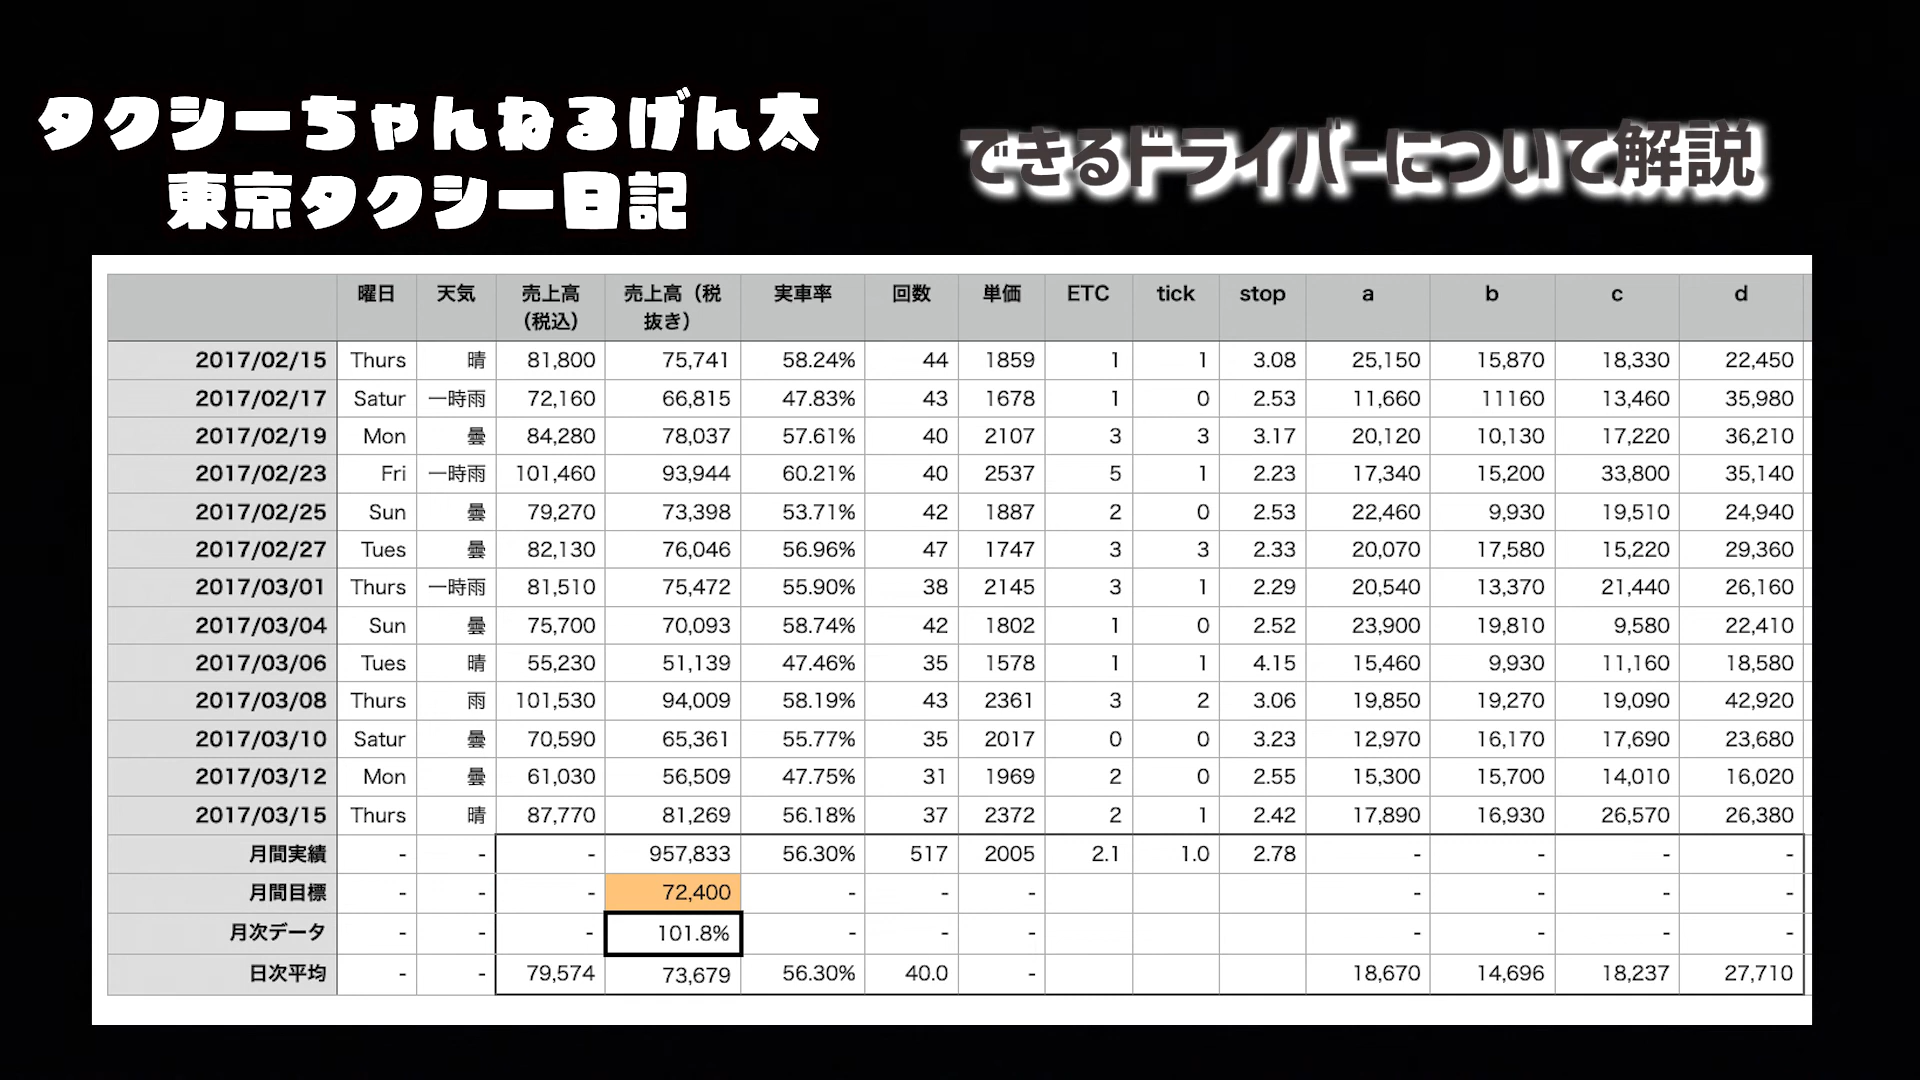 タクシーちゃんねるげん太
東京タクシー日記
できるドライバーについて解説
曜日 天気 売上高（税込） 売上高（税抜き） 実車率 回数 単価 ETC tick stop a b c d
2017/02/15 Thurs 晴 81,800 75,741 58.24% 44 1859 1 1 3.08 25,150 15,870 18,330 22,450
2017/02/17 Satur 一時雨 72,160 66,815 47.83% 43 1678 1 0 2.53 11,660 11160 13,460 35,980
2017/02/19 Mon 曇 84,280 78,037 57.61% 40 2107 3 3 3.17 20,120 10,130 17,220 36,210
2017/02/23 Fri 一時雨 101,460 93,944 60.21% 40 2537 5 1 2.23 17,340 15,200 33,800 35,140
2017/02/25 Sun 曇 79,270 73,398 53.71% 42 1887 2 0 2.53 22,460 9,930 19,510 24,940
2017/02/27 Tues 曇 82,130 76,046 56.96% 47 1747 3 3 2.33 20,070 17,580 15,220 29,360
2017/03/01 Thurs 一時雨 81,510 75,472 55.90% 38 2145 3 1 2.29 20,540 13,370 21,440 26,160
2017/03/04 Sun 曇 75,700 70,093 58.74% 42 1802 1 0 2.52 23,900 19,810 9,580 22,410
2017/03/06 Tues 晴 55,230 51,139 47.46% 35 1578 1 1 4.15 15,460 9,930 11,160 18,580
2017/03/08 Thurs 雨 101,530 94,009 58.19% 43 2361 3 2 3.06 19,850 19,270 19,090 42,920
2017/03/10 Satur 曇 70,590 65,361 55.77% 35 2017 0 0 3.23 12,970 16,170 17,690 23,680
2017/03/12 Mon 曇 61,030 56,509 47.75% 31 1969 2 0 2.55 15,300 15,700 14,010 16,020
2017/03/15 Thurs 晴 87,770 81,269 56.18% 37 2372 2 1 2.42 17,890 16,930 26,570 26,380
月間実績 - - - 957,833 56.30% 517 2005 2.1 1.0 2.78 - - - -
月間目標 - - - 72,400 - - - - - - -
月次データ - - - 101.8% - - - - - - -
日次平均 - - 79,574 73,679 56.30% 40.0 - 18,670 14,696 18,237 27,710